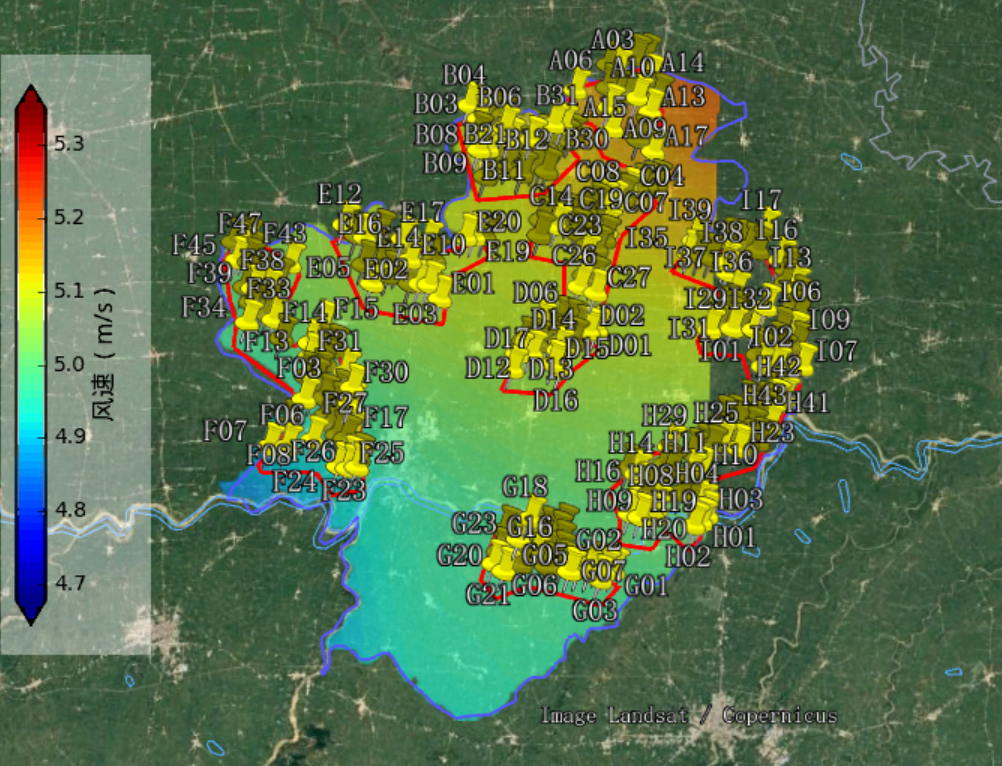 A03
A06
A10
A14
B04
B03
B06
B31
A15
A13
B08
B21
B12
B30
A09
A17
B09
B11
C08
C04
5.3
E12
C14
C19
C07
I39
I17
5.2
F47
F43
E16
E17
E20
C23
I35
I38
I16
F45
E14
E10
E19
C26
I37
I36
I13
F39
F38
E05
E02
E01
C27
5.1
F33
D06
I29
I32
I06
F34
F15
F14
E03
D14
D02
I31
I02
I09
F13
F31
D17
D15
D01
I01
I07
5.0
F03
F30
D12
D13
H42
风速 ( m/s )
F27
D16
H43
H41
F06
F17
H29
H25
4.9
F07
F08
F26
F25
H14
H11
H10
H23
F24
F23
H16
H08
H04
4.8
G18
H09
H19
H03
G23
G16
G02
H20
H01
G20
G05
H02
4.7
G21
G06
G07
G01
G03
Image Landsat / Copernicus